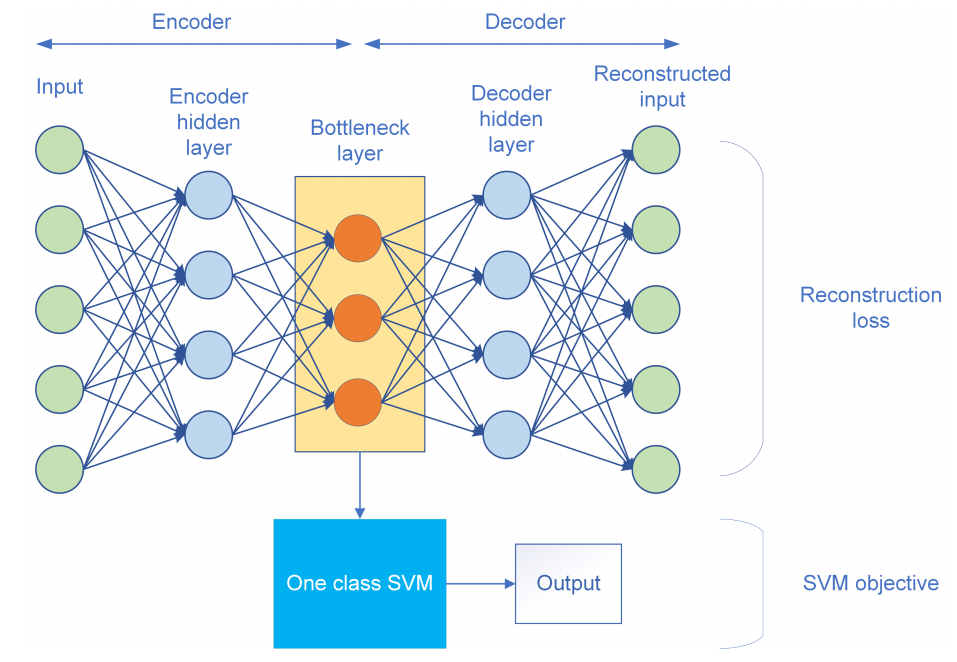 Encoder
Decoder
Input
Encoder
hidden
layer
Bottleneck
layer
Decoder
hidden
layer
Reconstructed
input
Reconstruction
loss
One class SVM
Output
SVM objective